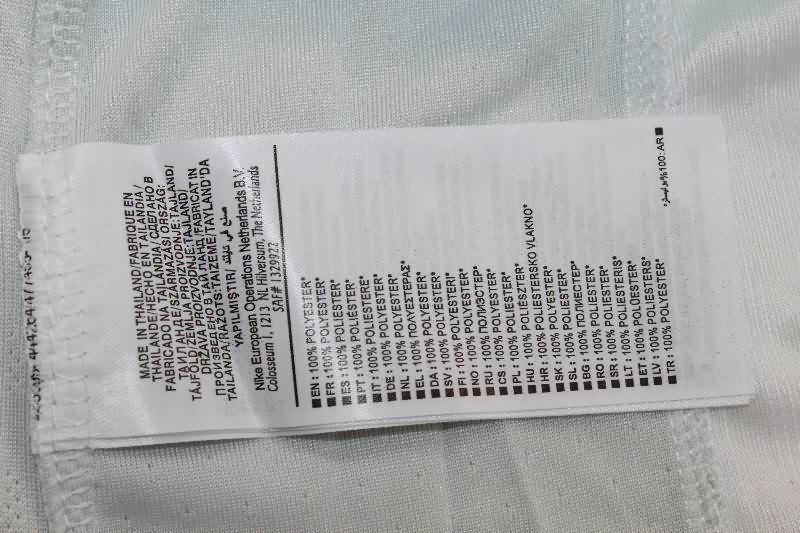 MADE IN THAILAND/FABRIQUE EN
THAILANDE/HECHO EN TAILANDIA/
FABRICADO NA TAILÂNDIA/ СДЕЛАНО В
ТАИЛАНДЕ/SZÁRMAZÁSI ORSZÁG:
TAJFÖLD/ZEMLJA PROIZVODNJE:TAJLAND/
DRŽAVA PROIZVODNJE:TAJLAND/
ПРОИЗВЕДЕНО В ТАЙЛАНД/FABRICAT IN
TAILANDA/RAŽOTS:TAIZEME/TAYLAND'DA
YAPILMIŞTIR/
Nike European Operations Netherlands B.V.
Colosseum 1, 1213 NL Hilversum, The Netherlands
SAF# 1329922
■ EN : 100% POLYESTER*
■ FR : 100% POLYESTER*
■ ES : 100% POLIÉSTER*
■ PT : 100% POLIÉSTER*
■ IT : 100% POLIESTERE*
■ DE : 100% POLYESTER*
■ NL : 100% POLYESTER*
■ EL : 100% ΠΟΛΥΕΣΤΕΡΑΣ*
■ DA : 100% POLYESTER*
■ SV : 100% POLYESTER*
■ FI : 100% POLYESTERI*
■ NO : 100% POLYESTER*
■ RU : 100% ПОЛИЭСТЕР*
■ CS : 100% POLYESTER*
■ PL : 100% POLIESTER*
■ HU : 100% POLIÉSZTER*
■ HR : 100% POLIESTERSKO VLAKNO*
■ SK : 100% POLYESTER*
■ SL : 100% POLIESTER*
■ BG : 100% ПОЛИЕСТЕР*
■ RO : 100% POLIESTER*
■ SR : 100% POLIESTER*
■ LT : 100% POLIESTERIS*
■ ET : 100% POLÜESTER*
■ LV : 100% POLIESTERS*
■ TR : 100% POLYESTER*
■ AR :100%